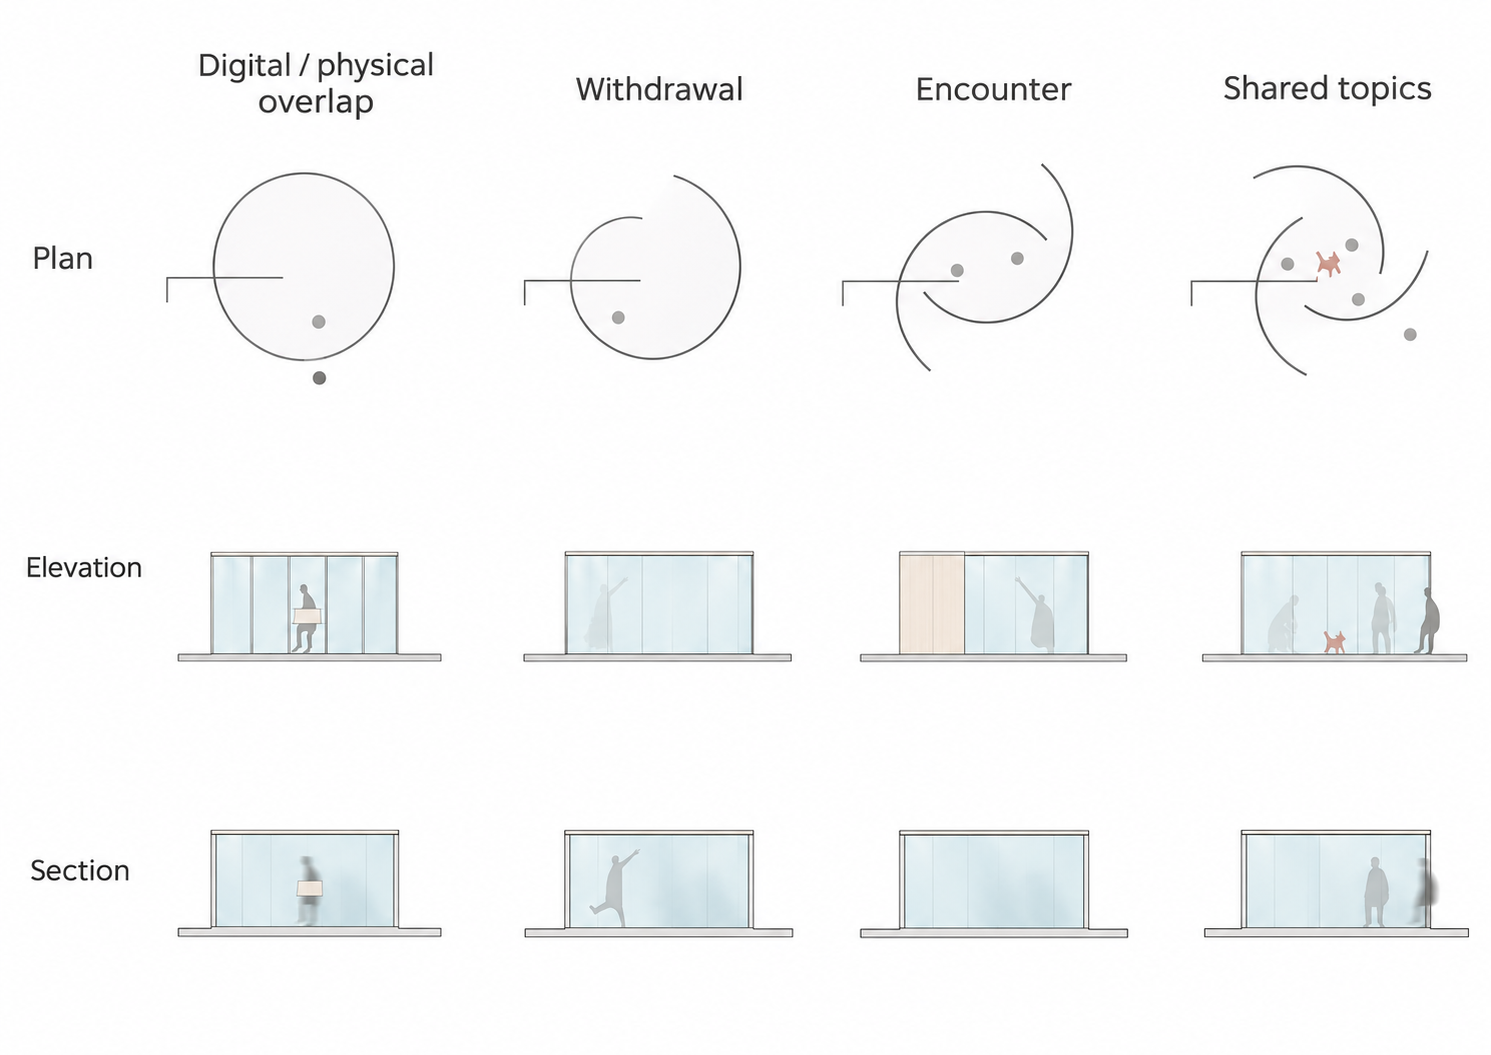 Digital / physical
overlap
Withdrawal
Encounter
Shared topics
Plan
Elevation
Section